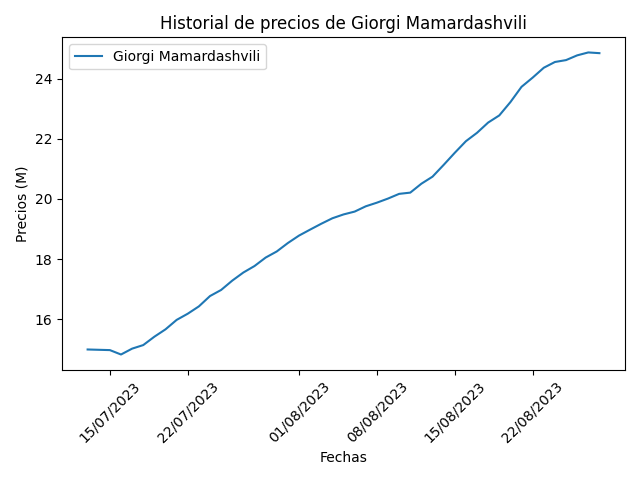 Historial de precios de Giorgi Mamardashvili
Giorgi Mamardashvili
Precios (M)
24
22
20
18
16
15/07/2023
22/07/2023
01/08/2023
08/08/2023
15/08/2023
22/08/2023
Fechas